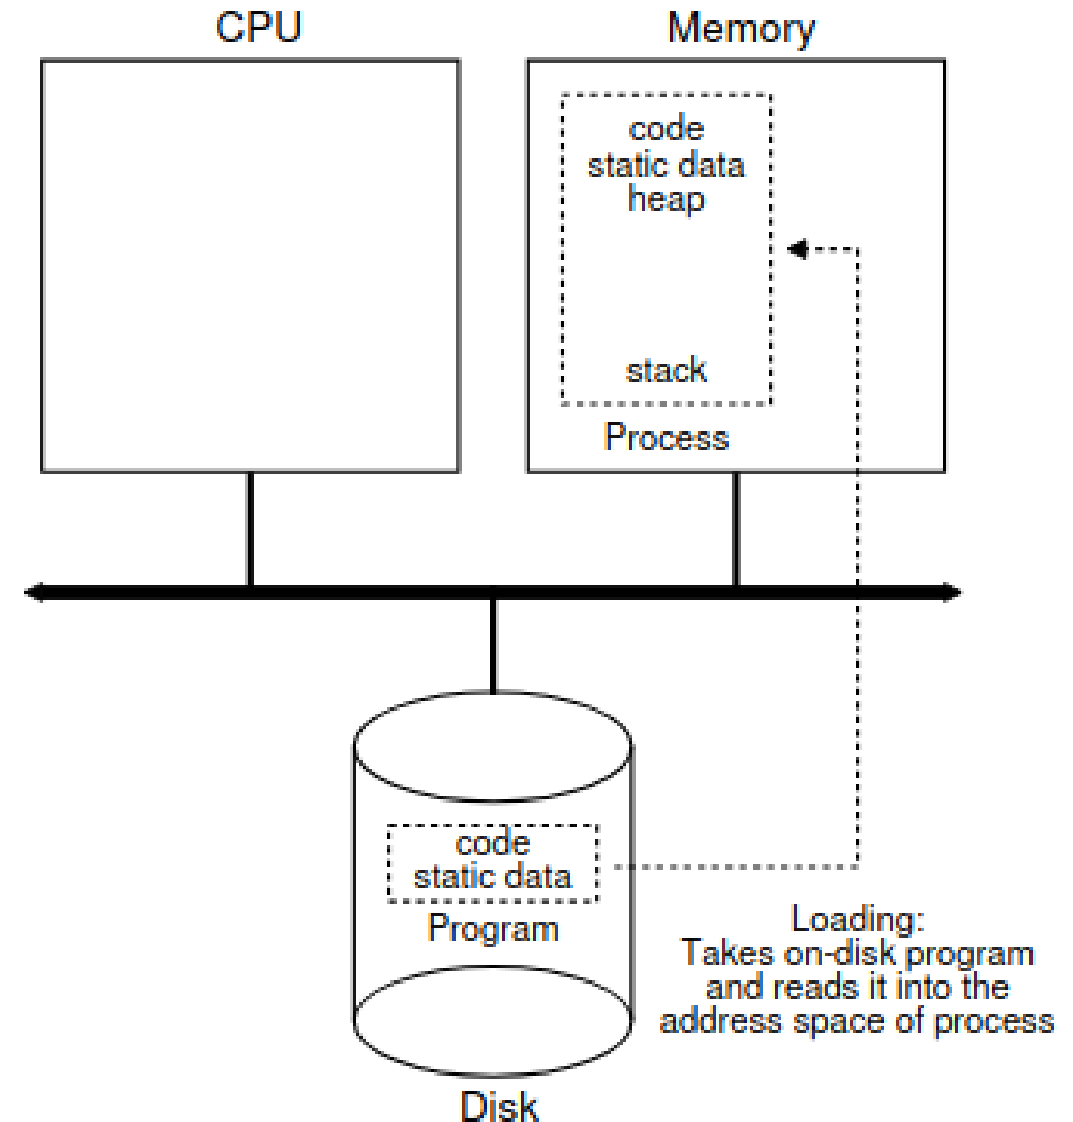 CPU
Memory
code
static data
heap
stack
Process
code
static data
Program
Loading:
Takes on-disk program
and reads it into the
address space of process
Disk